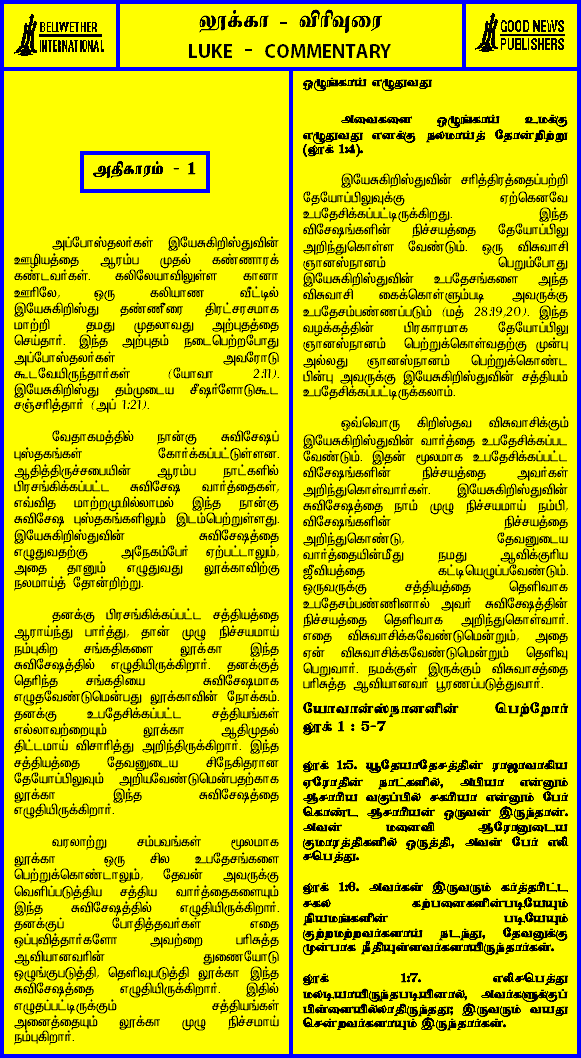 BELLWETHER
INTERNATIONAL
லூக்கா - விரிவுரை
LUKE - COMMENTARY
GOOD NEWS
PUBLISHERS
அதிகாரம் - 1
அப்போஸ்தலர்கள் இயேசுகிறிஸ்துவின்
ஊழியத்தை ஆரம்ப முதல் கண்ணாரக்
கண்டவர்கள். கலிலேயாவிலுள்ள கானா
ஊரிலே, ஒரு கலியாண வீட்டில்
இயேசுகிறிஸ்து தண்ணீரை திரட்சரசமாக
மாற்றி தமது முதலாவது அற்புதத்தை
செய்தார். இந்த அற்புதம் நடைபெற்றபோது
அப்போஸ்தலர்கள் அவரோடு
கூடவேயிருந்தார்கள் (யோவா 2:11).
இயேசுகிறிஸ்து தம்முடைய சீஷர்ளோடுகூட
சஞ்சரித்தார் (அப் 1:21).
வேதாகமத்தில் நான்கு சுவிசேஷப்
புஸ்தகங்கள் கோர்க்கப்பட்டுள்ளன.
ஆதித்திருச்சபையின் ஆரம்ப நாட்களில்
பிரசங்கிக்கப்பட்ட சுவிசேஷ வார்த்தைகள்,
எவ்வித மாற்றமுமில்லாமல் இந்த நான்கு
சுவிசேஷ புஸ்தகங்களிலும் இடம்பெற்றுள்ளது.
இயேசுகிறிஸ்துவின் சுவிசேஷத்தை
எழுதுவதற்கு அநேகம்பேர் ஏற்பட்டாலும்,
அதை தானும் எழுதுவது லூக்காவிற்கு
நலமாய்த் தோன்றிற்று.
தனக்கு பிரசங்கிக்கப்பட்ட சத்தியத்தை
ஆராய்ந்து பார்த்து, தான் முழு நிச்சயமாய்
நம்புகிற சங்கதிகளை லூக்கா இந்த
சுவிசேஷத்தில் எழுதியிருக்கிறார். தனக்குத்
தெரிந்த சங்கதியை சுவிசேஷமாக
எழுதவேண்டுமென்பது லூக்காவின் நோக்கம்.
தனக்கு உபதேசிக்கப்பட்ட சத்தியங்கள்
எல்லாவற்றையும் லூக்கா ஆதிமுதல்
திட்டமாய் விசாரித்து அறிந்திருக்கிறார். இந்த
சத்தியத்தை தேவனுடைய சிநேகிதரான
தேயோப்பிலுவும் அறியவேண்டுமென்பதற்காக
லூக்கா இந்த சுவிசேஷத்தை
எழுதியிருக்கிறார்.
வரலாற்று சம்பவங்கள் மூலமாக
லூக்கா ஒரு சில உபதேசங்களை
பெற்றுக்கொண்டாலும், தேவன் அவருக்கு
வெளிப்படுத்திய சத்திய வார்த்தைகளையும்
இந்த சுவிசேஷத்தில் எழுதியிருக்கிறார்.
தனக்குப் போதித்தவர்கள் எதை
ஒப்புவித்தார்களோ அவற்றை பரிசுத்த
ஆவியானவரின் துணையோடு
ஒழுங்குபடுத்தி, தெளிவுபடுத்தி லூக்கா இந்த
சுவிசேஷத்தை எழுதியிருக்கிறார். இதில்
எழுதப்பட்டிருக்கும் சத்தியங்கள்
அனைத்தையும் லூக்கா முழு நிச்சமாய்
நம்புகிறார்.
ஒழுங்காய் எழுதுவது
அவைகளை ஒழுங்காய் உமக்கு
எழுதுவது எனக்கு நலமாய்த் தோன்றிற்று
(லூக் 1:4).
இயேசுகிறிஸ்துவின் சரித்திரத்தைப்பற்றி
தேயோப்பிலுவுக்கு ஏற்கெனவே
உபதேசிக்கப்பட்டிருக்கிறது. இந்த
விசேஷங்களின் நிச்சயத்தை தேயோப்பிலு
அறிந்துகொள்ள வேண்டும். ஒரு விசுவாசி
ஞானஸ்நானம் பெறும்போது
இயேசுகிறிஸ்துவின் உபதேசங்களை அந்த
விசுவாசி கைக்கொள்ளும்படி அவருக்கு
உபதேசம்பண்ணப்படும் (மத் 28:19,20). இந்த
வழக்கத்தின் பிரகாரமாக தேயோப்பிலு
ஞானஸ்நானம் பெற்றுக்கொள்வதற்கு முன்பு
அல்லது ஞானஸ்நானம் பெற்றுக்கொண்ட
பின்பு அவருக்கு இயேசுகிறிஸ்துவின் சத்தியம்
உபதேசிக்கப்பட்டிருக்கலாம்.
ஒவ்வொரு கிறிஸ்தவ விசுவாசிக்கும்
இயேசுகிறிஸ்துவின் வார்த்தை உபதேசிக்கப்பட
வேண்டும். இதன் மூலமாக உபதேசிக்கப்பட்ட
விசேஷங்களின் நிச்சயத்தை அவர்கள்
அறிந்துகொள்வார்கள். இயேசுகிறிஸ்துவின்
சுவிசேஷத்தை நாம் முழு நிச்சயமாய் நம்பி,
விசேஷங்களின் நிச்சயத்தை
அறிந்துகொண்டு, தேவனுடைய
வார்த்தையின்மீது நமது ஆவிக்குரிய
ஜீவியத்தை கட்டியெழுப்பவேண்டும்.
ஒருவருக்கு சத்தியத்தை தெளிவாக
உபதேசம்பண்ணினால் அவர் சுவிசேஷத்தின்
நிச்சயத்தை தெளிவாக அறிந்துகொள்வார்.
எதை விசுவாசிக்கவேண்டுமென்றும், அதை
ஏன் விசுவாசிக்கவேண்டுமென்றும் தெளிவு
பெறுவார். நமக்குள் இருக்கும் விசுவாசத்தை
பரிசுத்த ஆவியானவர் பூரணப்படுத்துவார்.
யோவான்ஸ்நானனின் பெற்றோர்
லூக் 1 : 5-7
லூக் 1:5. யூதேயாதேசத்தின் ராஜாவாகிய
ஏரோதின் நாட்களில், அபியா என்னும்
ஆசாரிய வகுப்பில் சகரியா என்னும் பேர்
கொண்ட ஆசாரியன் ஒருவன் இருந்தான்.
அவன் மனைவி ஆரோனுடைய
குமாரத்திகளில் ஒருத்தி, அவள் பேர் எலி
சபெத்து.
லூக் 1:6. அவர்கள் இருவரும் கர்த்தரிட்ட
சகல கற்பனைகளின்படியேயும்
நியமங்களின் படியேயும்
குற்றமற்றவர்களாய் நடந்து, தேவனுக்கு
முன்பாக நீதியுள்ளவர்களாயிருந்தார்கள்.
லூக் 1:7. எலிசபெத்து
மலடியாயிருந்தபடியினால், அவர்களுக்குப்
பிள்ளையில்லாதிருந்தது; இருவரும் வயது
சென்றவர்களாயும் இருந்தார்கள்.